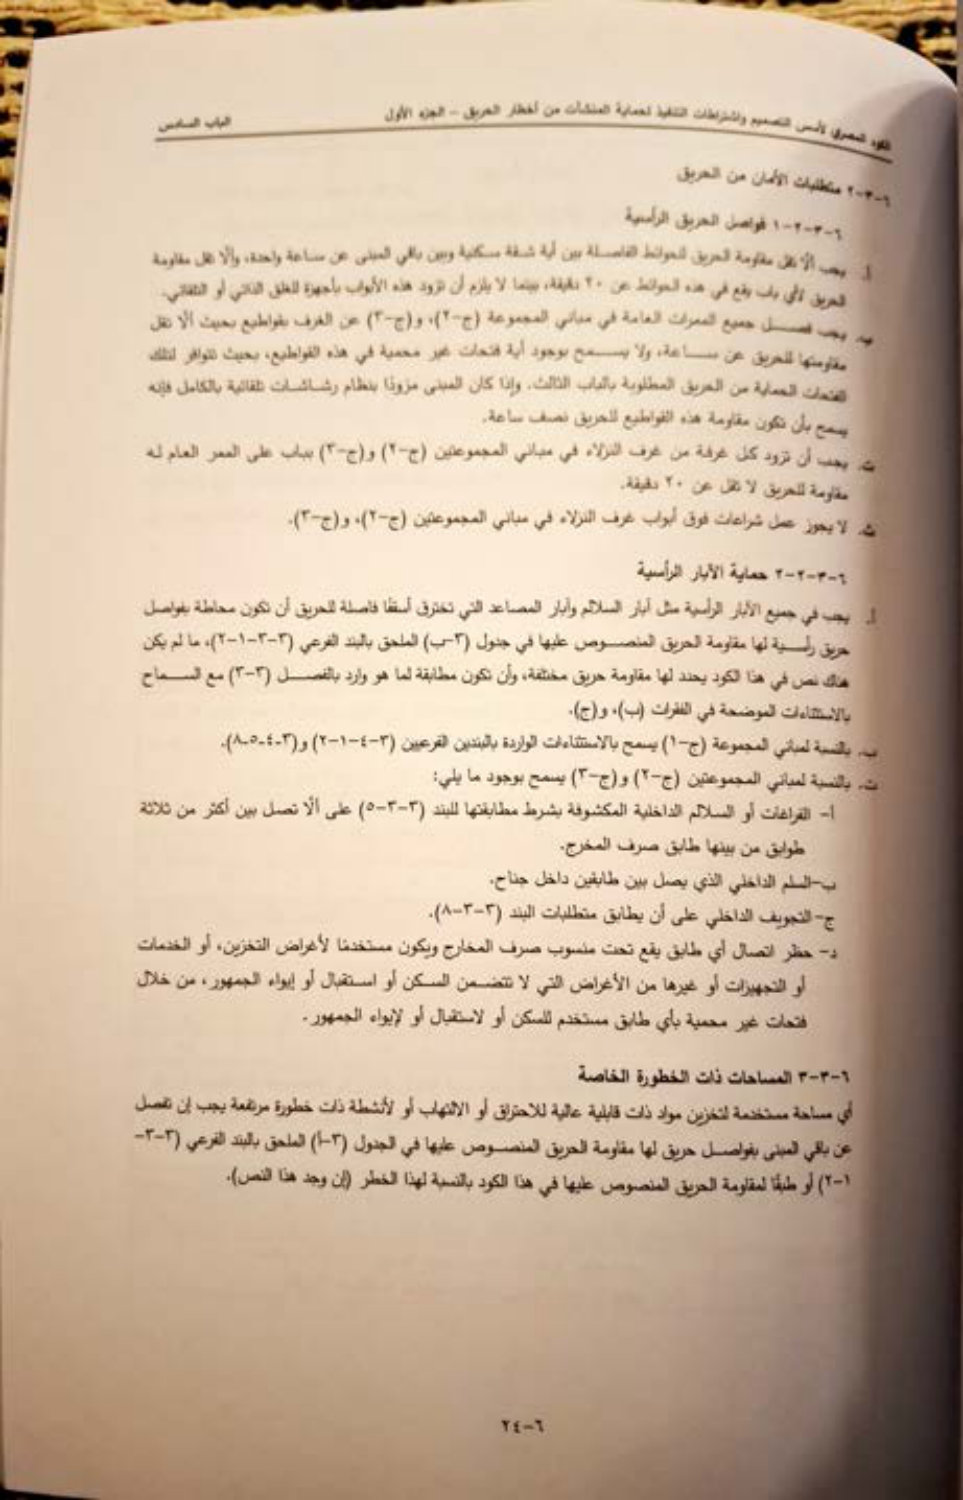 الكود المصري لأسس التصميم واشتراطات التنفيذ لحماية المنشآت من أخطار الحريق – الجزء الأول
الباب السادس
٦-٣-٢ متطلبات الأمان من الحريق
٦-٣-٢-١ فواصل الحريق الرأسية
أ. يجب ألا تقل مقاومة الحريق للحوائط الفاصلة بين أية شقة سكنية وبين باقي المبنى عن ساعة واحدة، وألا تقل مقاومة
الحريق لأي باب يقع في هذه الحوائط عن ٢٠ دقيقة، بينما لا يلزم أن تزود هذه الأبواب بأجهزة للغلق الذاتي أو التلقائي.
ب. يجب فصل جميع الممرات العامة في مباني المجموعة (ج-٢)، و(ج-٣) عن الغرف بقواطيع بحيث ألا تقل
مقاومتها للحريق عن ساعة، ولا يسمح بوجود أية فتحات غير محمية في هذه القواطيع، بحيث تتوافر لتلك
الفتحات الحماية من الحريق المطلوبة بالباب الثالث. وإذا كان المبنى مزودًا بنظام رشاشات تلقائية بالكامل فإنه
يسمح بأن تكون مقاومة هذه القواطيع للحريق نصف ساعة.
ت. يجب أن تزود كل غرفة من غرف النزلاء في مباني المجموعتين (ج-٢) و(ج-٣) بباب على الممر العام له
مقاومة للحريق لا تقل عن ٢٠ دقيقة.
ث. لا يجوز عمل شراعات فوق أبواب غرف النزلاء في مباني المجموعتين (ج-٢)، و(ج-٣).
٦-٣-٢-٢ حماية الآبار الرأسية
أ. يجب في جميع الآبار الرأسية مثل آبار السلالم وآبار المصاعد التي تخترق أسقفًا فاصلة للحريق أن تكون محاطة بفواصل
حريق رأسية لها مقاومة الحريق المنصوص عليها في جدول (٣-ب) الملحق بالبند الفرعي (٣-٣-١-٢)، ما لم يكن
هناك نص في هذا الكود يحدد لها مقاومة حريق مختلفة، وأن تكون مطابقة لما هو وارد بالفصل (٣-٣) مع السماح
بالاستثناءات الموضحة في الفقرات (ب)، و(ج).
ب. بالنسبة لمباني المجموعة (ج-١) يسمح بالاستثناءات الواردة بالبندين الفرعيين (٣-٤-١-٢) و(٣-٤-٥-٨).
ت. بالنسبة لمباني المجموعتين (ج-٢) و(ج-٣) يسمح بوجود ما يلي:
أ- الفراغات أو السلالم الداخلية المكشوفة بشرط مطابقتها للبند (٣-٣-٥) على ألّا تصل بين أكثر من ثلاثة
طوابق من بينها طابق صرف المخرج.
ب-السلم الداخلي الذي يصل بين طابقين داخل جناح.
ج- التجويف الداخلي على أن يطابق متطلبات البند (٣-٣-٨).
د- حظر اتصال أي طابق يقع تحت منسوب صرف المخارج ويكون مستخدمًا لأغراض التخزين، أو الخدمات
أو التجهيزات أو غيرها من الأغراض التي لا تتضمن السكن أو استقبال أو إيواء الجمهور، من خلال
فتحات غير محمية بأي طابق مستخدم للسكن أو لاستقبال أو لإيواء الجمهور.
٦-٣-٣ المساحات ذات الخطورة الخاصة
أي مساحة مستخدمة لتخزين مواد ذات قابلية عالية للاحتراق أو الالتهاب أو لأنشطة ذات خطورة مرتفعة يجب إن تفصل
عن باقي المبنى بفواصل حريق لها مقاومة الحريق المنصوص عليها في الجدول (٣-أ) الملحق بالبند الفرعي (٣-٣-
١-٢) أو طبقًا لمقاومة الحريق المنصوص عليها في هذا الكود بالنسبة لهذا الخطر (إن وجد هذا النص).
٦-٢٤